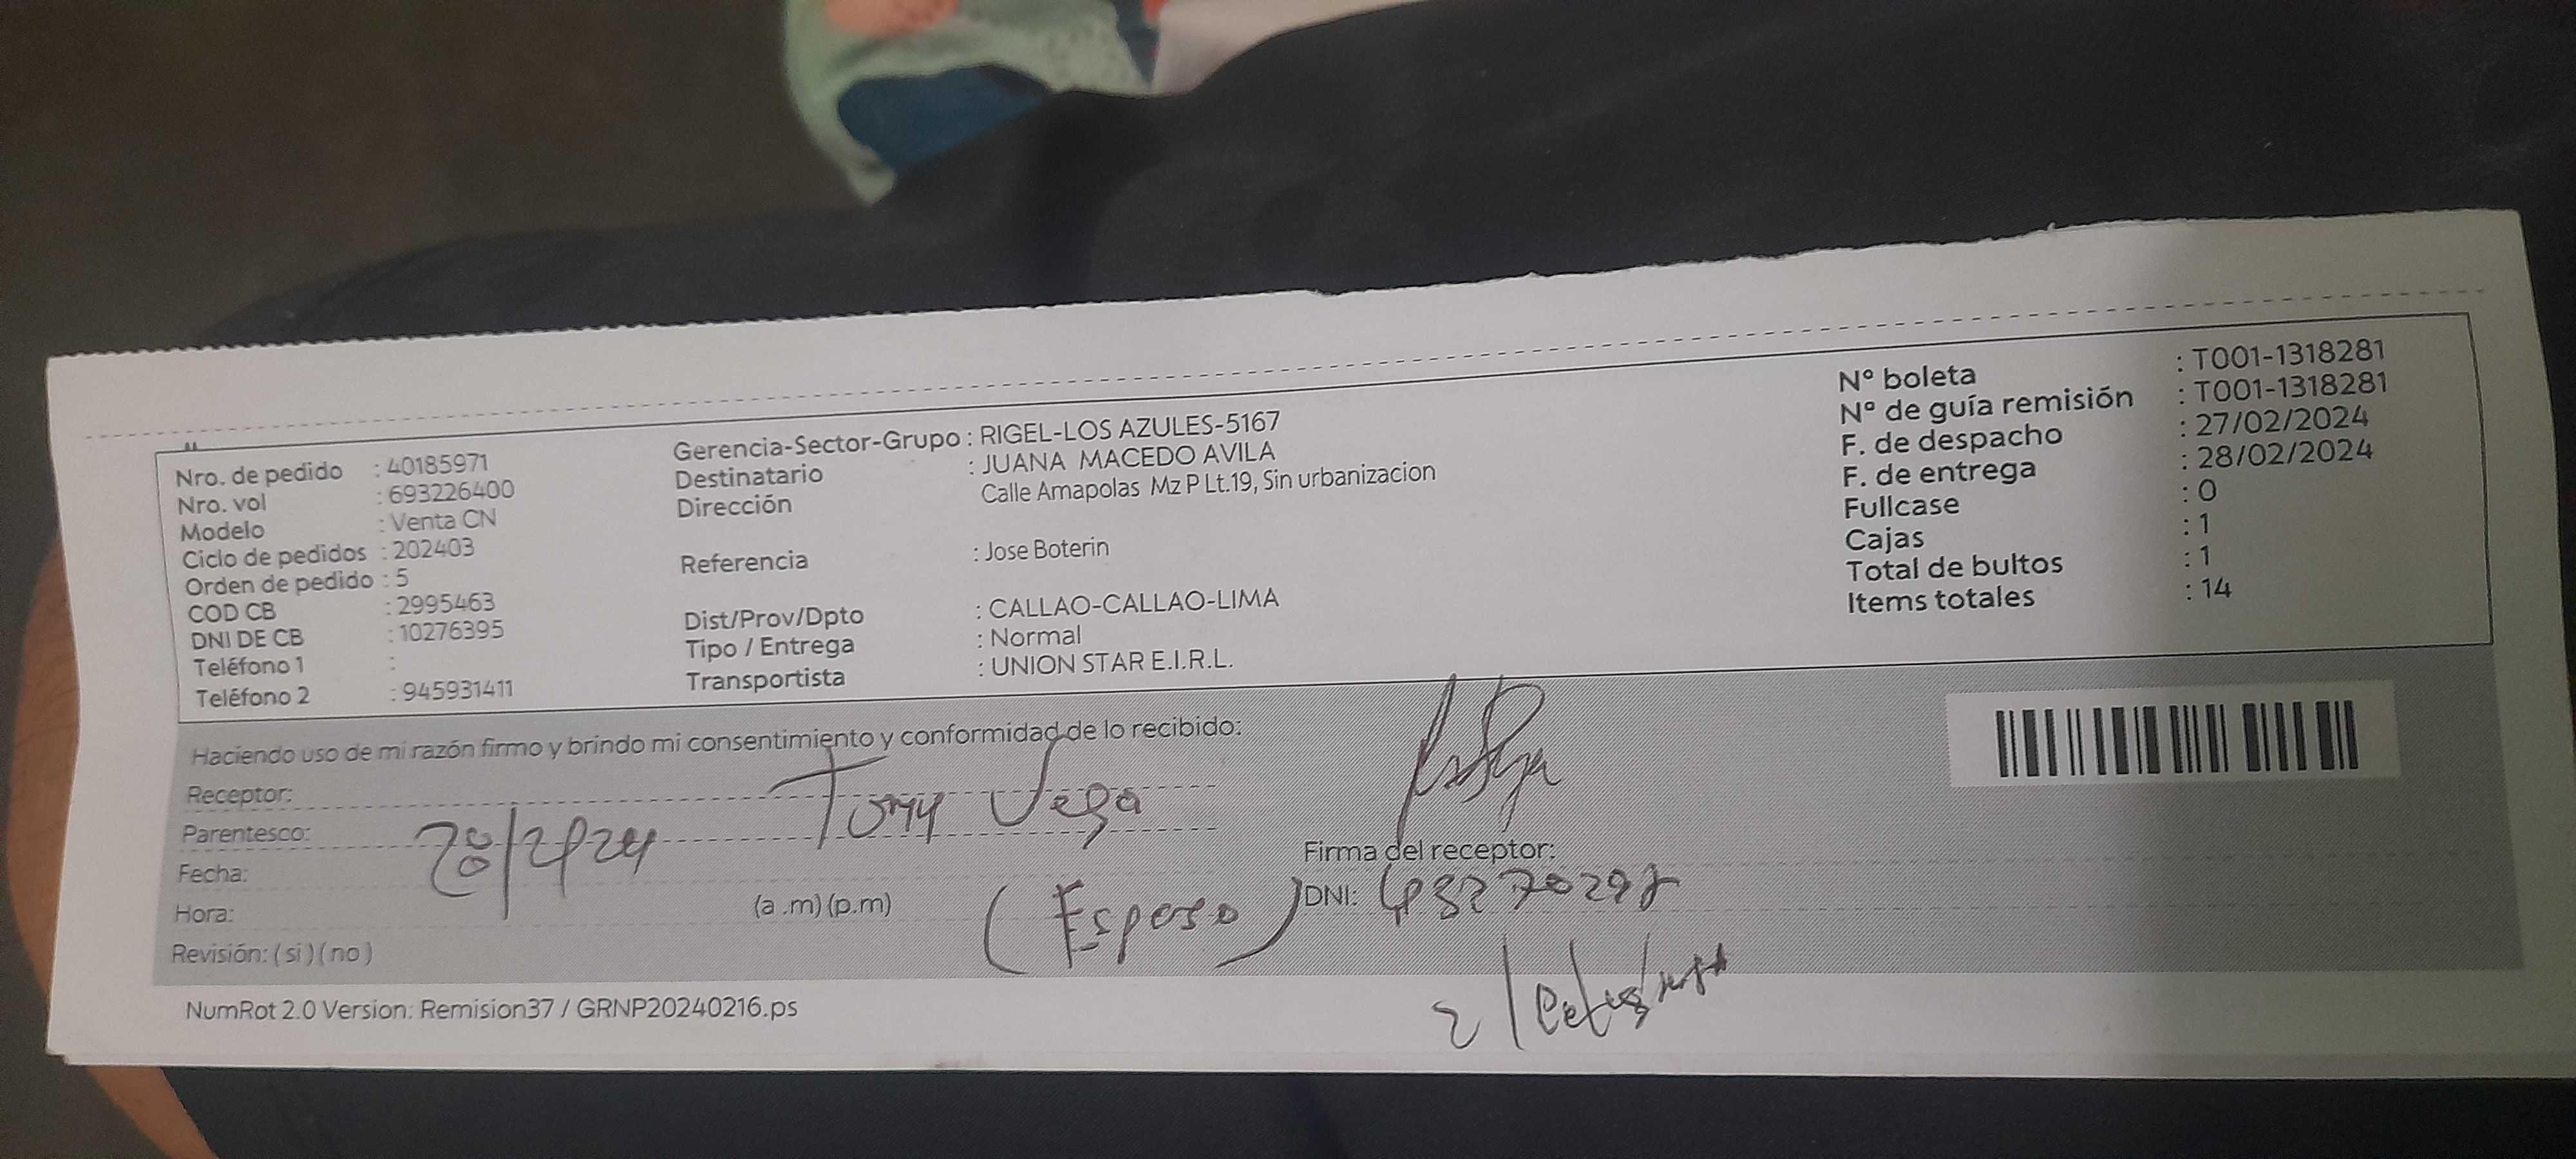 Nro. de pedido : 40185971
Nro. vol : 693226400
Modelo : Venta CN
Ciclo de pedidos : 202403
Orden de pedido : 5
COD CB : 2995463
DNI DE CB : 10276395
Teléfono 1 :
Teléfono 2 : 945931411
Gerencia-Sector-Grupo : RIGEL-LOS AZULES-5167
Destinatario : JUANA MACEDO AVILA
Dirección Calle Amapolas Mz P Lt.19, Sin urbanizacion
Referencia : Jose Boterin
Dist/Prov/Dpto : CALLAO-CALLAO-LIMA
Tipo / Entrega : Normal
Transportista : UNION STAR E.I.R.L.
Nº boleta : T001-1318281
Nº de guía remisión : T001-1318281
F. de despacho : 27/02/2024
F. de entrega : 28/02/2024
Fullcase : 0
Cajas : 1
Total de bultos : 1
Items totales : 14
Haciendo uso de mi razón firmo y brindo mi consentimiento y conformidad de lo recibido:
Receptor: Tony Vega
Parentesco:
Fecha:
Hora: (a .m) (p.m) (Esposo)
Revisión: ( si ) ( no )
Firma del receptor:
DNI:
NumRot 2.0 Version: Remision37 / GRNP20240216.ps